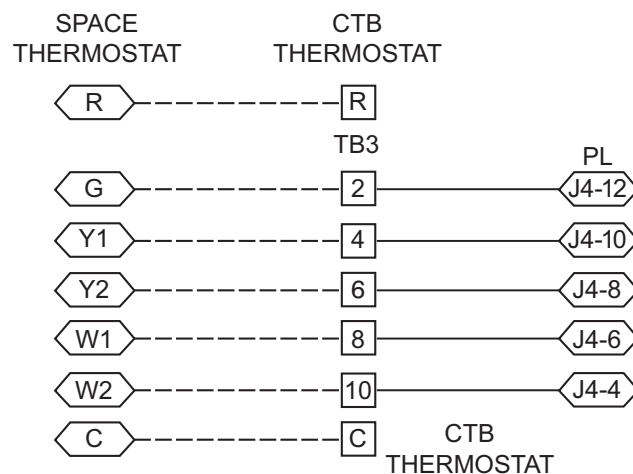 SPACE THERMOSTAT
CTB THERMOSTAT
R R
TB3
PL
G 2 J4-12
Y1 4 J4-10
Y2 6 J4-8
W1 8 J4-6
W2 10 J4-4
C C
CTB THERMOSTAT